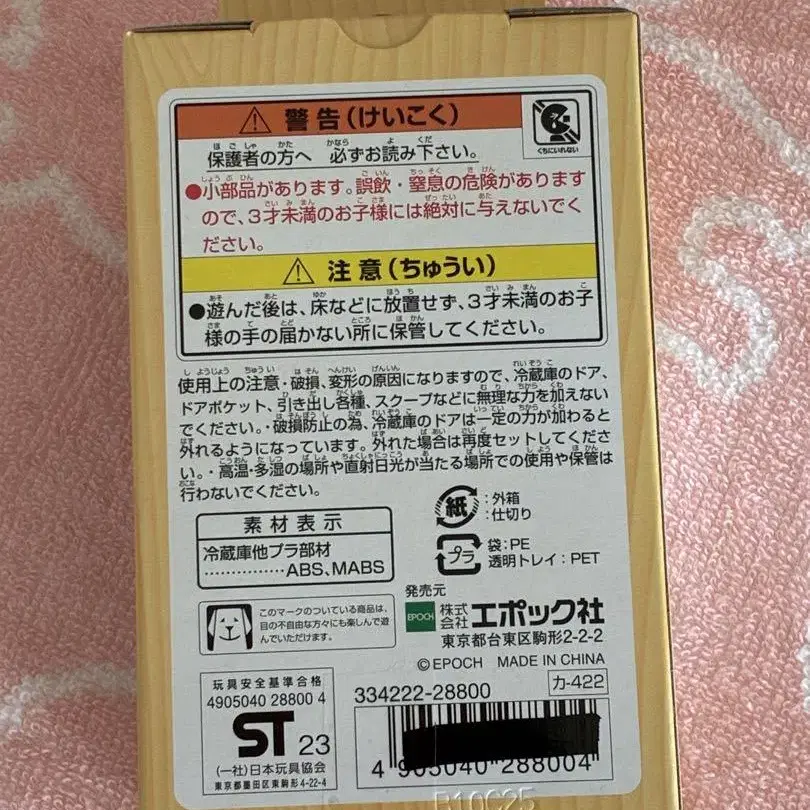 警告(けいこく)
くちにいれない
保護者の方へ 必ずお読み下さい。
●小部品があります。誤飲・窒息の危険があります
ので、3才未満のお子様には絶対に与えないでく
ださい。
注意(ちゅうい)
●遊んだ後は、床などに放置せず、3才未満のお子
様の手の届かない所に保管してください。
使用上の注意・破損、変形の原因になりますので、冷蔵庫のドア、
ドアポケット、引き出し各種、スクープなどに無理な力を加えない
でください。・破損防止の為、冷蔵庫のドアは一定の力が加わると
外れるようになっています。外れた場合は再度セットしてくださ
い。・高温・多湿の場所や直射日光が当たる場所での使用や保管は
行わないでください。
素材表示
冷蔵庫他プラ部材
……………ABS、MABS
紙
:外箱
:仕切り
プラ
袋:PE
透明トレイ:PET
このマークのついている商品は、
目の不自由な方々にも楽しんで遊
んでいただけます。
発売元
EPOCH 株式会社 エポック社
東京都台東区駒形2-2-2
©EPOCH MADE IN CHINA
玩具安全基準合格
4905040 28800 4
ST 23
(一社)日本玩具協会
東京都墨田区東駒形4-22-4
334222-28800
カ-422
4 905040 288004
B10C25